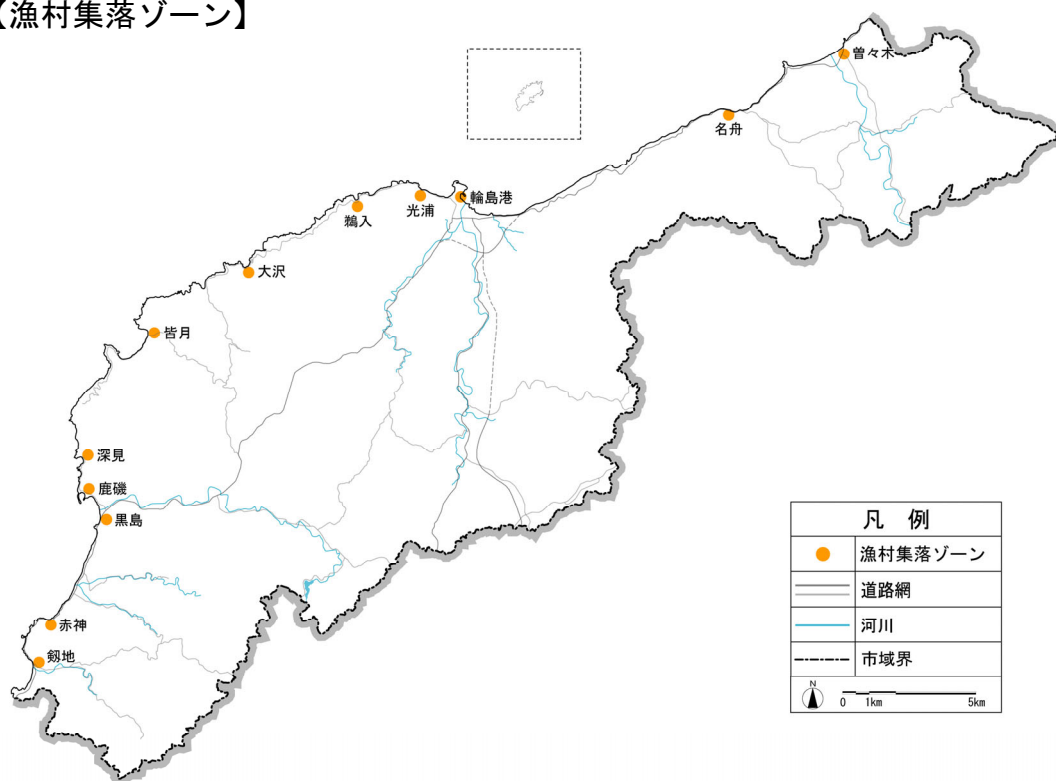 【漁村集落ゾーン】
曽々木
名舟
輪島港
光浦
鵜入
大沢
皆月
深見
鹿磯
黒島
赤神
剱地
凡 例
漁村集落ゾーン
道路網
河川
市域界
N
0 1km 5km